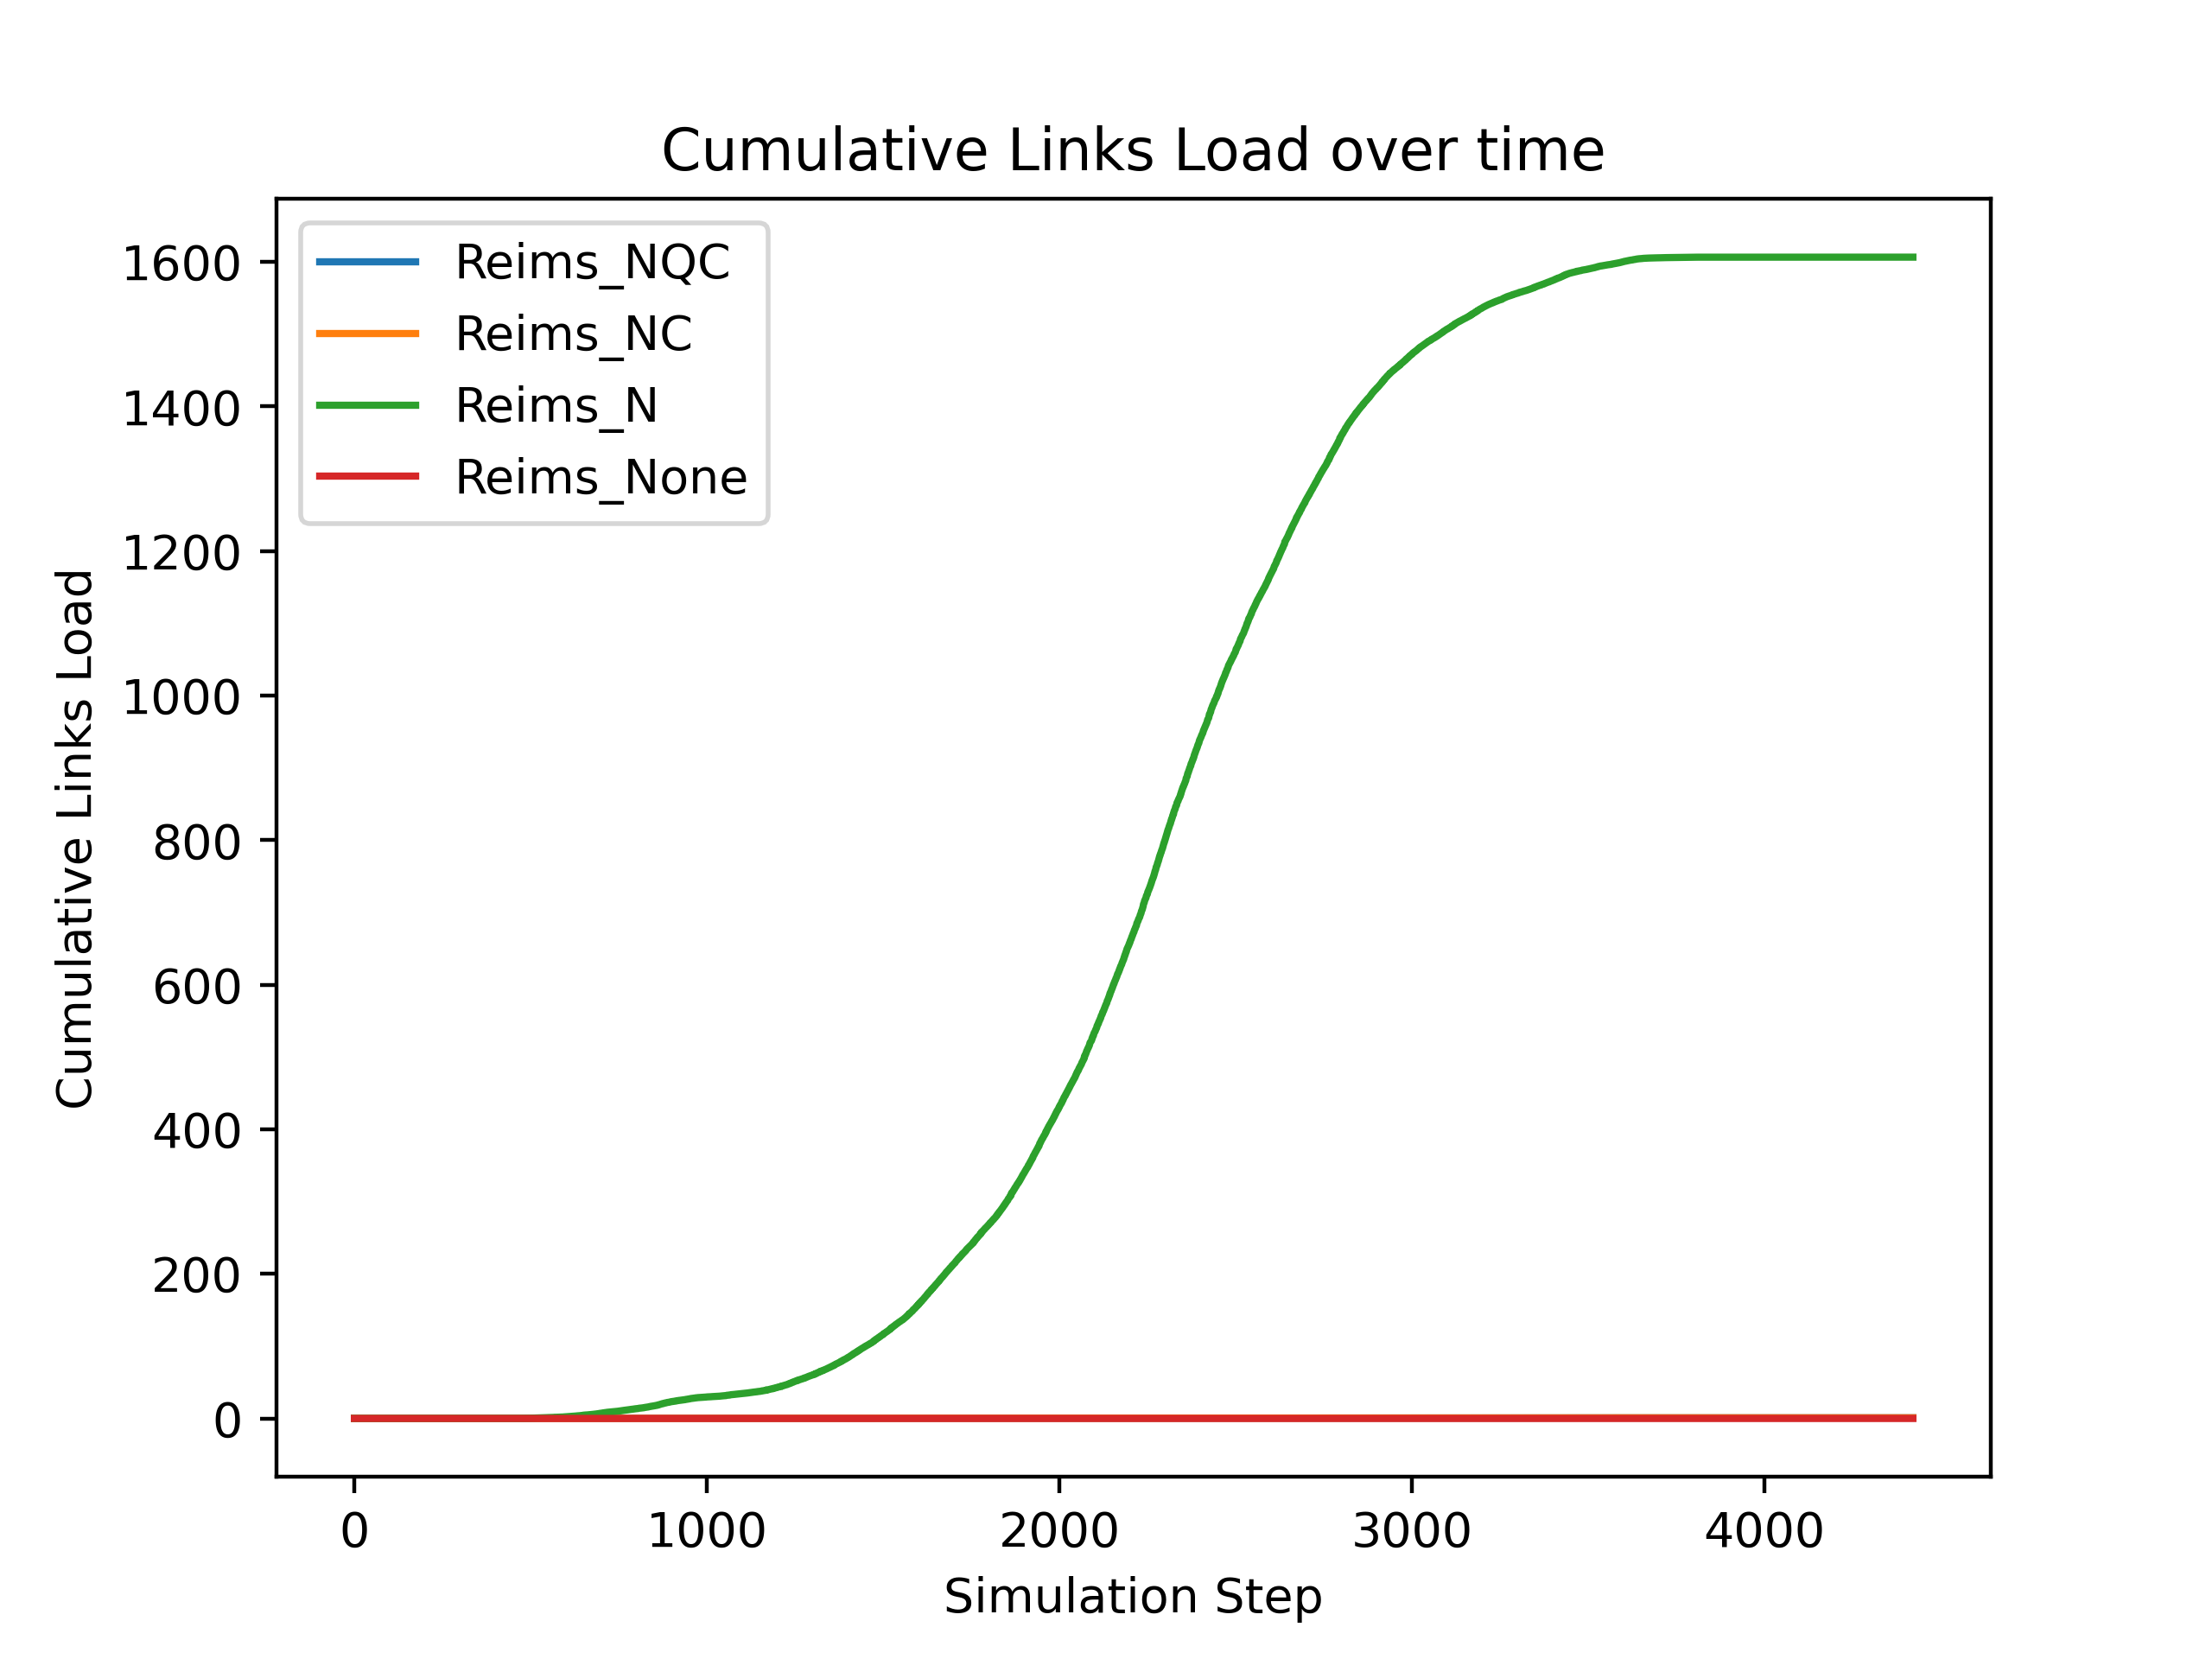 Cumulative Links Load over time
Reims_NQC
Reims_NC
Reims_N
Reims_None
Cumulative Links Load
1600
1400
1200
1000
800
600
400
200
0
0 1000 2000 3000 4000
Simulation Step